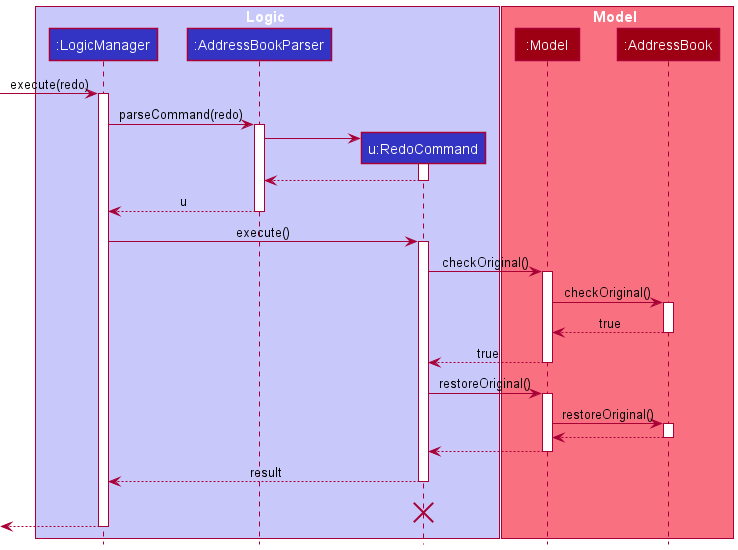 Logic
Model
:LogicManager
:AddressBookParser
:Model
:AddressBook
execute(redo)
parseCommand(redo)
u:RedoCommand
u
execute()
checkOriginal()
checkOriginal()
true
true
restoreOriginal()
restoreOriginal()
result